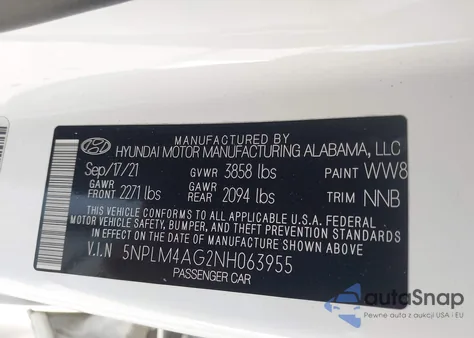 MANUFACTURED BY
HYUNDAI MOTOR MANUFACTURING ALABAMA, LLC
Sep/17/21 GVWR 3858 lbs PAINT WW8
GAWR FRONT 2271 lbs GAWR REAR 2094 lbs TRIM NNB
THIS VEHICLE CONFORMS TO ALL APPLICABLE U.S.A. FEDERAL
MOTOR VEHICLE SAFETY, BUMPER, AND THEFT PREVENTION STANDARDS
IN EFFECT ON THE DATE OF MANUFACTURE SHOWN ABOVE.
V.I.N 5NPLM4AG2NH063955
PASSENGER CAR
autaSnap
Pewne auta z aukcji USA i EU